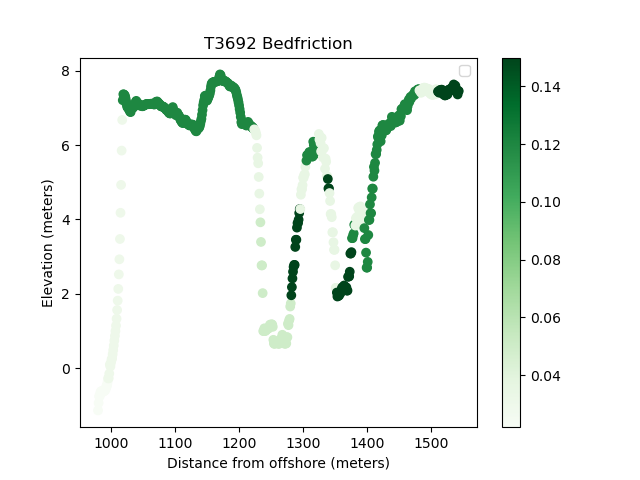 T3692 Bedfriction
8
6
4
2
0
Elevation (meters)
1000 1100 1200 1300 1400 1500
Distance from offshore (meters)
0.14
0.12
0.10
0.08
0.06
0.04